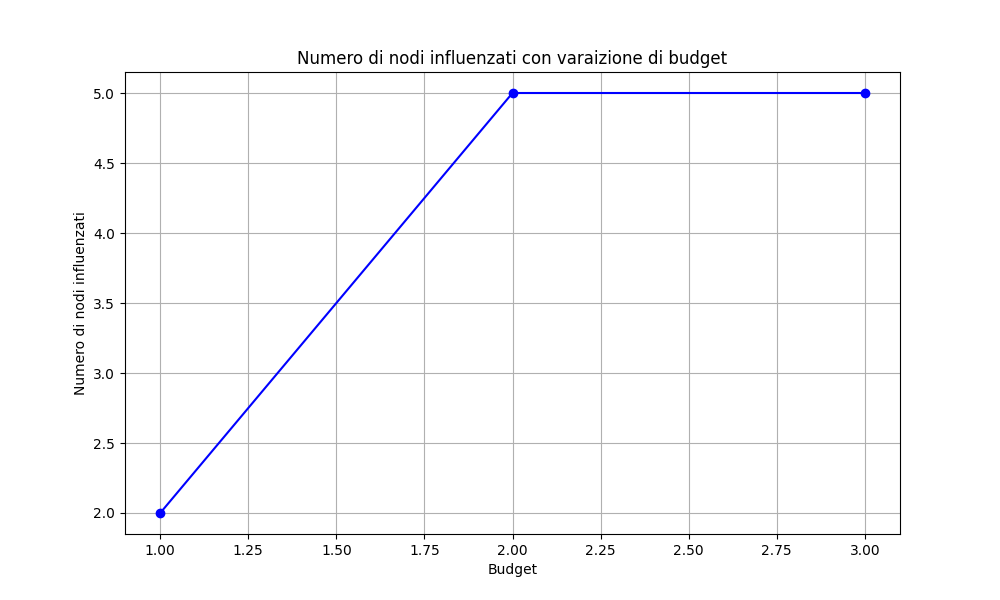 Numero di nodi influenzati con varaizione di budget
Numero di nodi influenzati
5.0
4.5
4.0
3.5
3.0
2.5
2.0
1.00 1.25 1.50 1.75 2.00 2.25 2.50 2.75 3.00
Budget